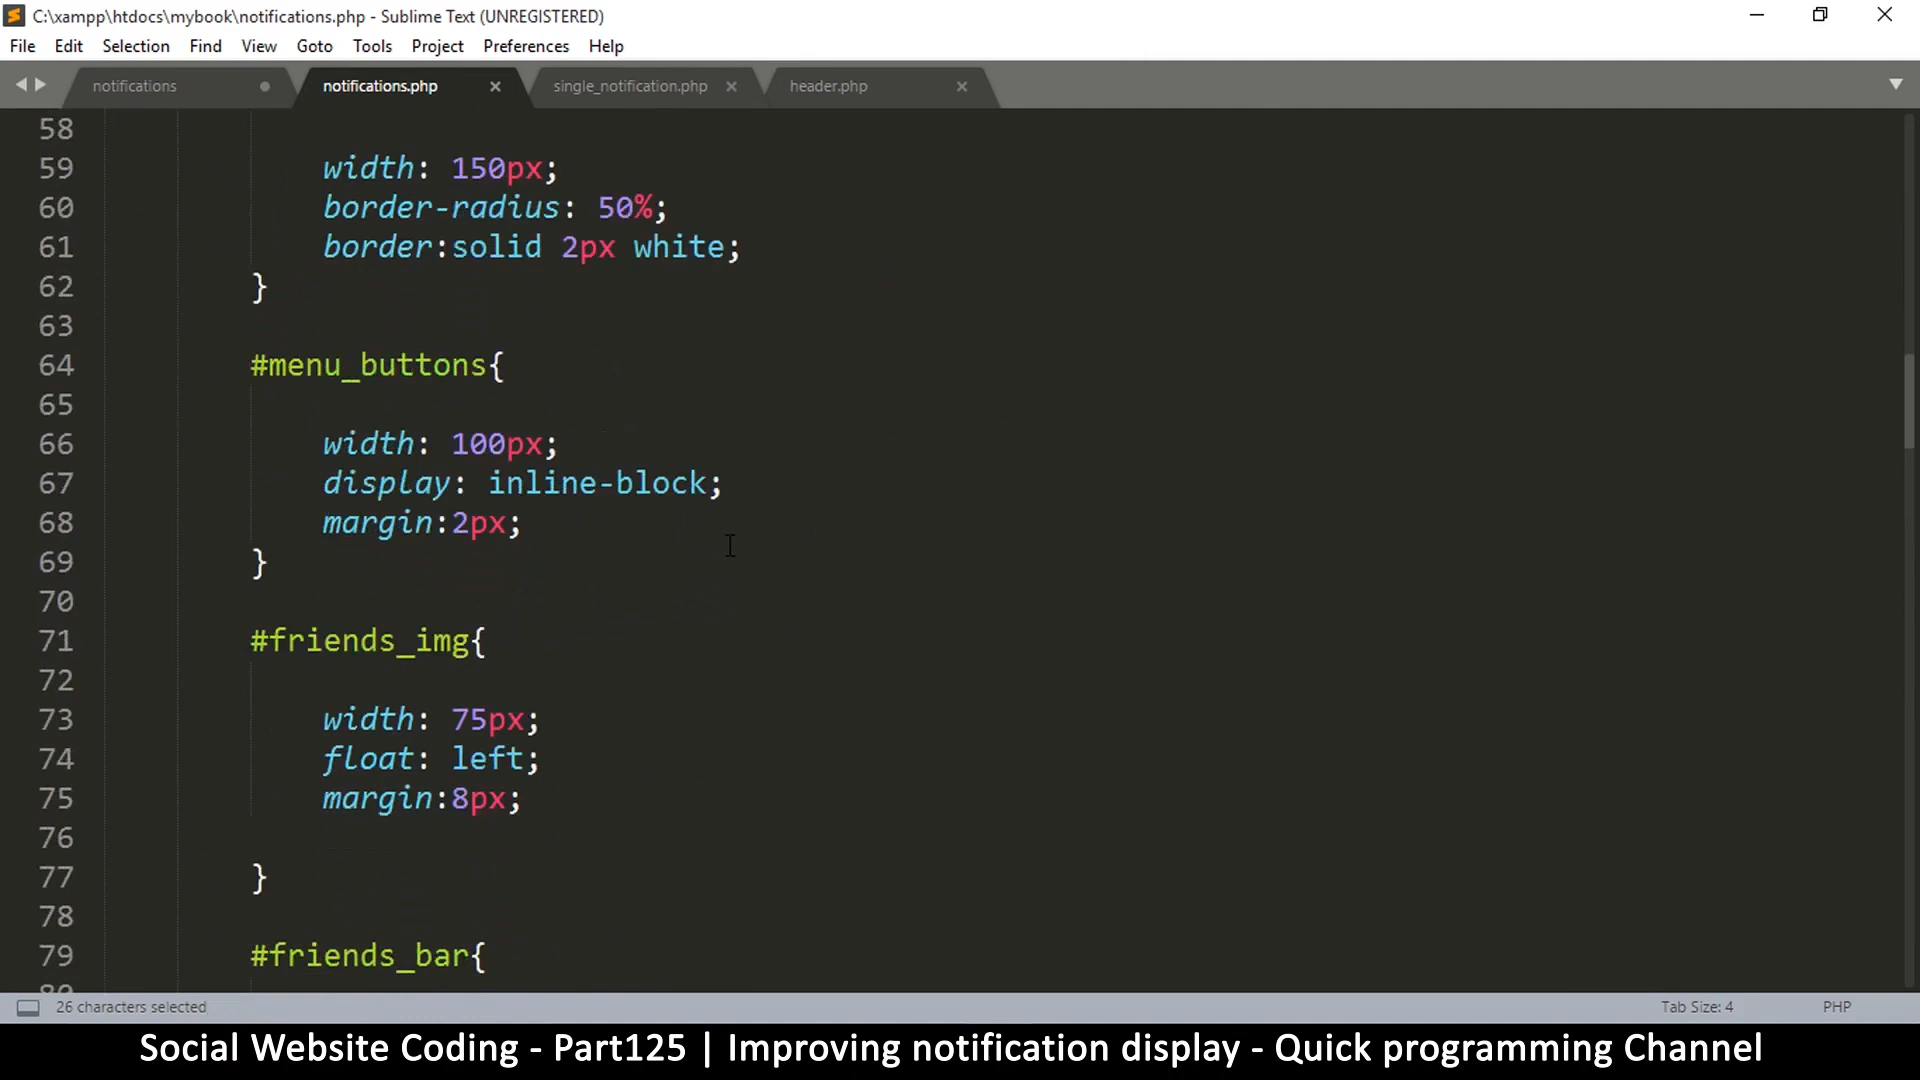 C:\xampp\htdocs\mybook\notifications.php - Sublime Text (UNREGISTERED)
File Edit Selection Find View Goto Tools Project Preferences Help
notifications notifications.php single_notification.php header.php
58
59 width: 150px;
60 border-radius: 50%;
61 border:solid 2px white;
62 }
63
64 #menu_buttons{
65
66 width: 100px;
67 display: inline-block;
68 margin:2px;
69 }
70
71 #friends_img{
72
73 width: 75px;
74 float: left;
75 margin:8px;
76
77 }
78
79 #friends_bar{
80
26 characters selected Tab Size: 4 PHP
Social Website Coding - Part125 | Improving notification display - Quick programming Channel